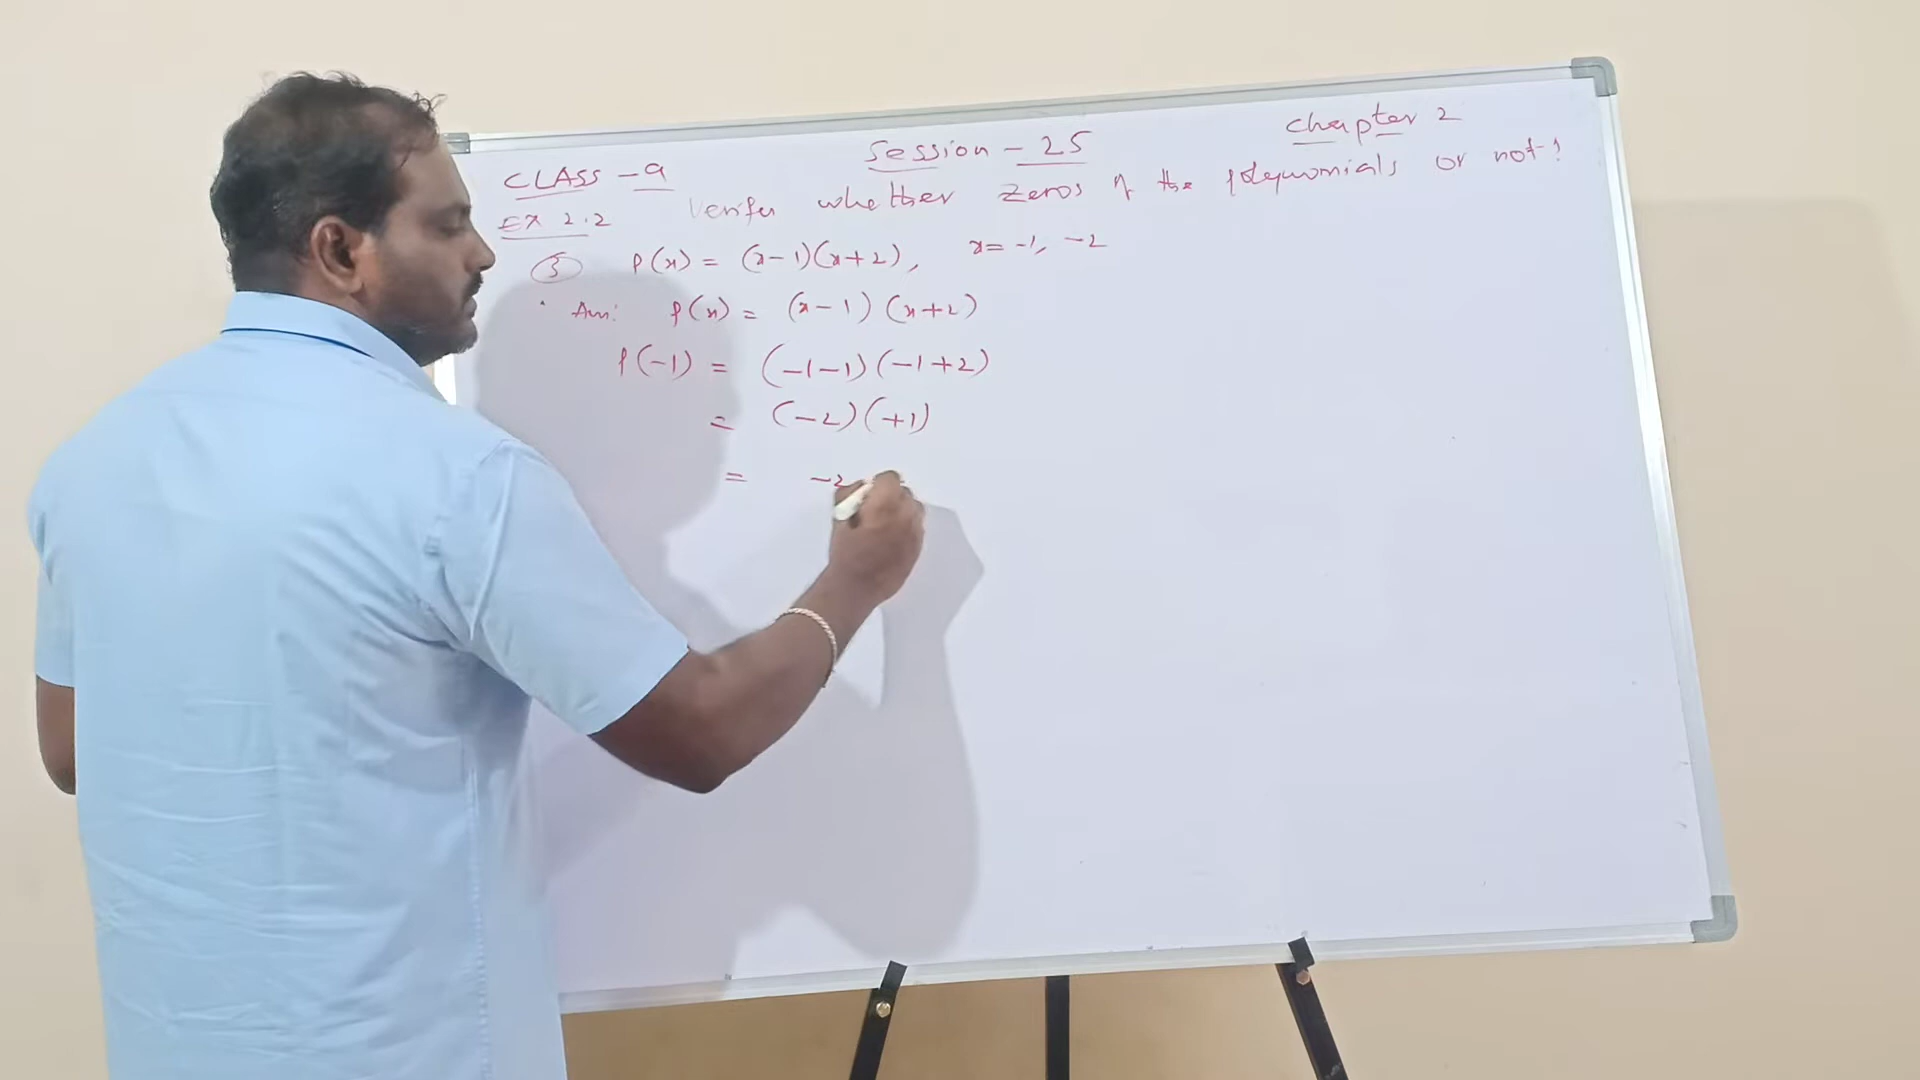 Session - 25
Chapter 2
CLASS - 9
Ex 2.2 Verify whether zeros of the polynomials or not!
③ P(x) = (x-1)(x+2), x = -1, -2
Ans: P(x) = (x-1)(x+2)
P(-1) = (-1-1)(-1+2)
= (-2)(+1)
= -2